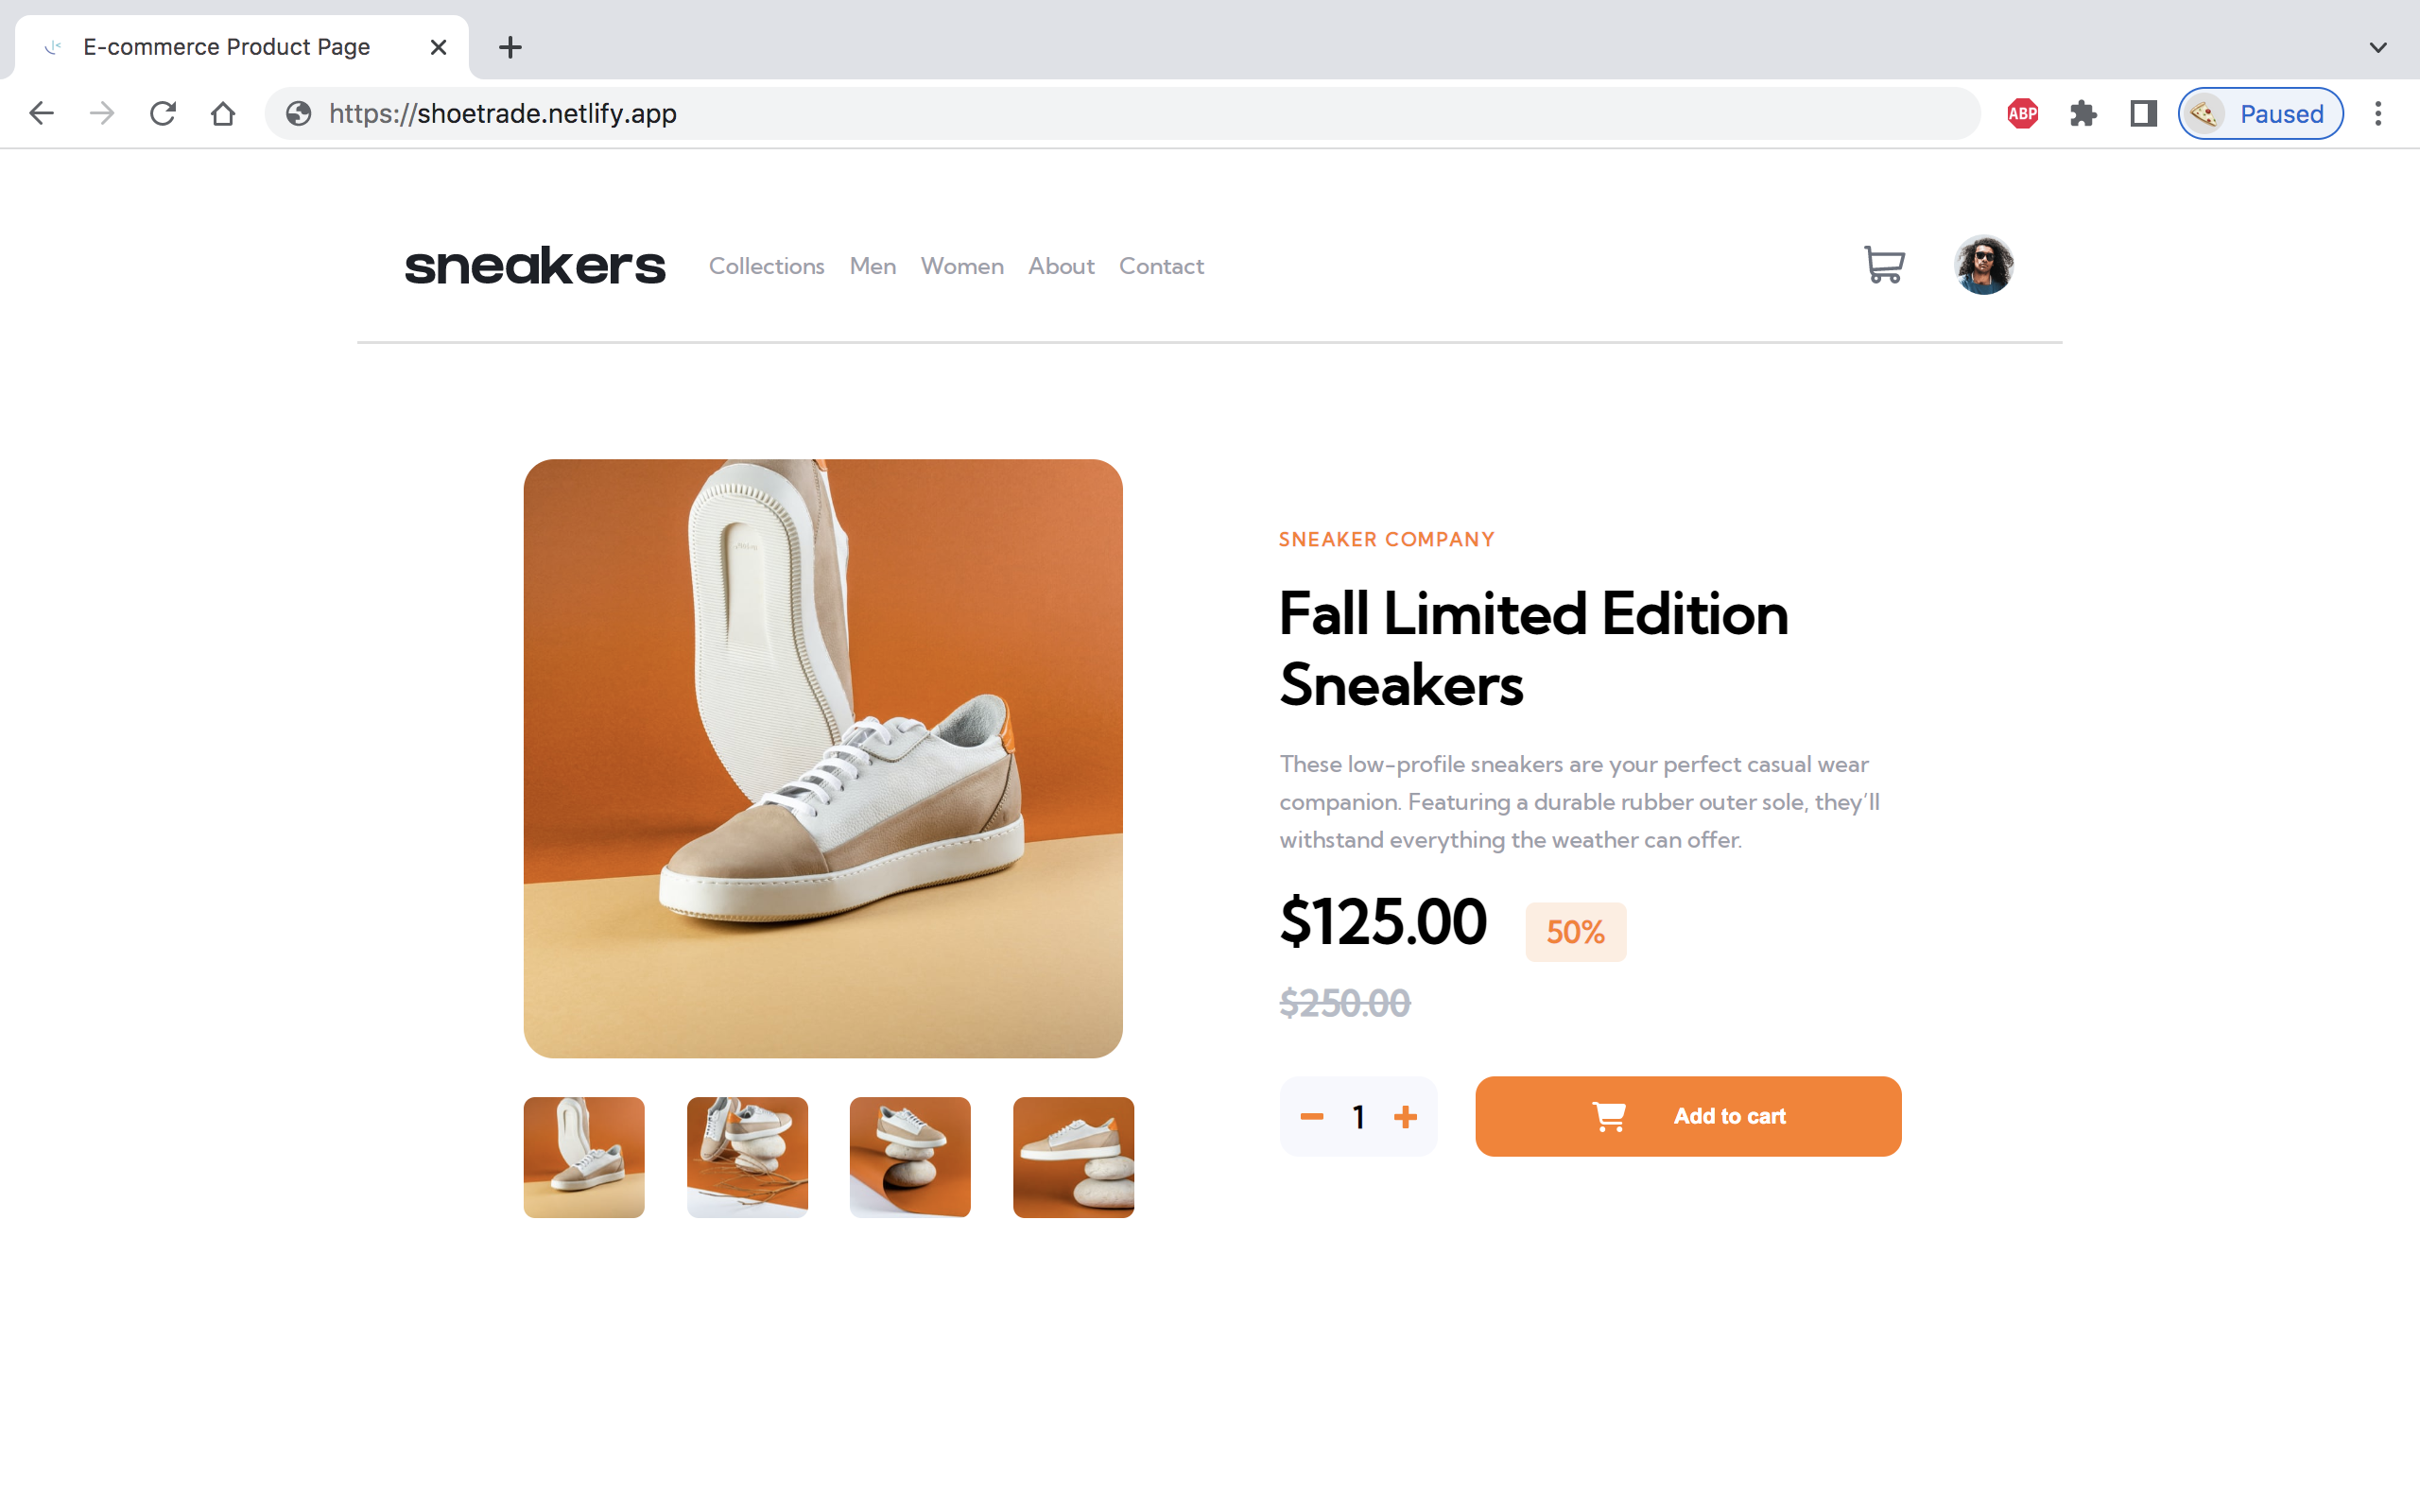 E-commerce Product Page
https://shoetrade.netlify.app
ABP
Paused
sneakers
Collections Men Women About Contact
SNEAKER COMPANY
Fall Limited Edition
Sneakers
These low-profile sneakers are your perfect casual wear
companion. Featuring a durable rubber outer sole, they’ll
withstand everything the weather can offer.
$125.00 50%
$250.00
1 Add to cart